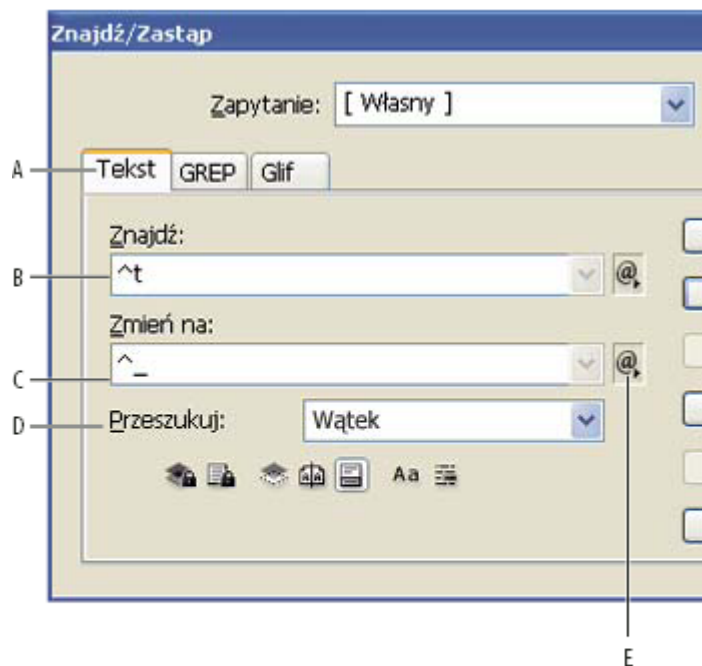 Znajdź/Zastąp
Zapytanie: [ Własny ]
A Tekst GREP Glif
Znajdź:
B ^t @
Zmień na:
C ^_ @
D Przeszukuj: Wątek
Aa
E